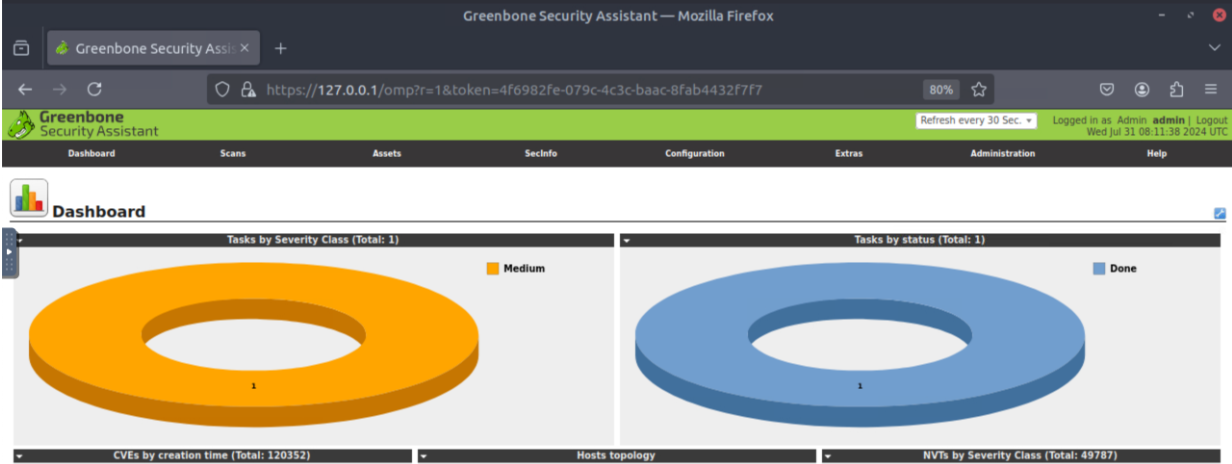 Greenbone Security Assistant — Mozilla Firefox
Greenbone Security Assis
https://127.0.0.1/omp?r=1&token=4f6982fe-079c-4c3c-baac-8fab4432f7f7
80%
Greenbone
Security Assistant
Refresh every 30 Sec.
Logged in as Admin admin | Logout
Wed Jul 31 08:11:38 2024 UTC
Dashboard Scans Assets SecInfo Configuration Extras Administration Help
Dashboard
Tasks by Severity Class (Total: 1)
Medium
1
Tasks by status (Total: 1)
Done
1
CVEs by creation time (Total: 120352)
Hosts topology
NVTs by Severity Class (Total: 49787)